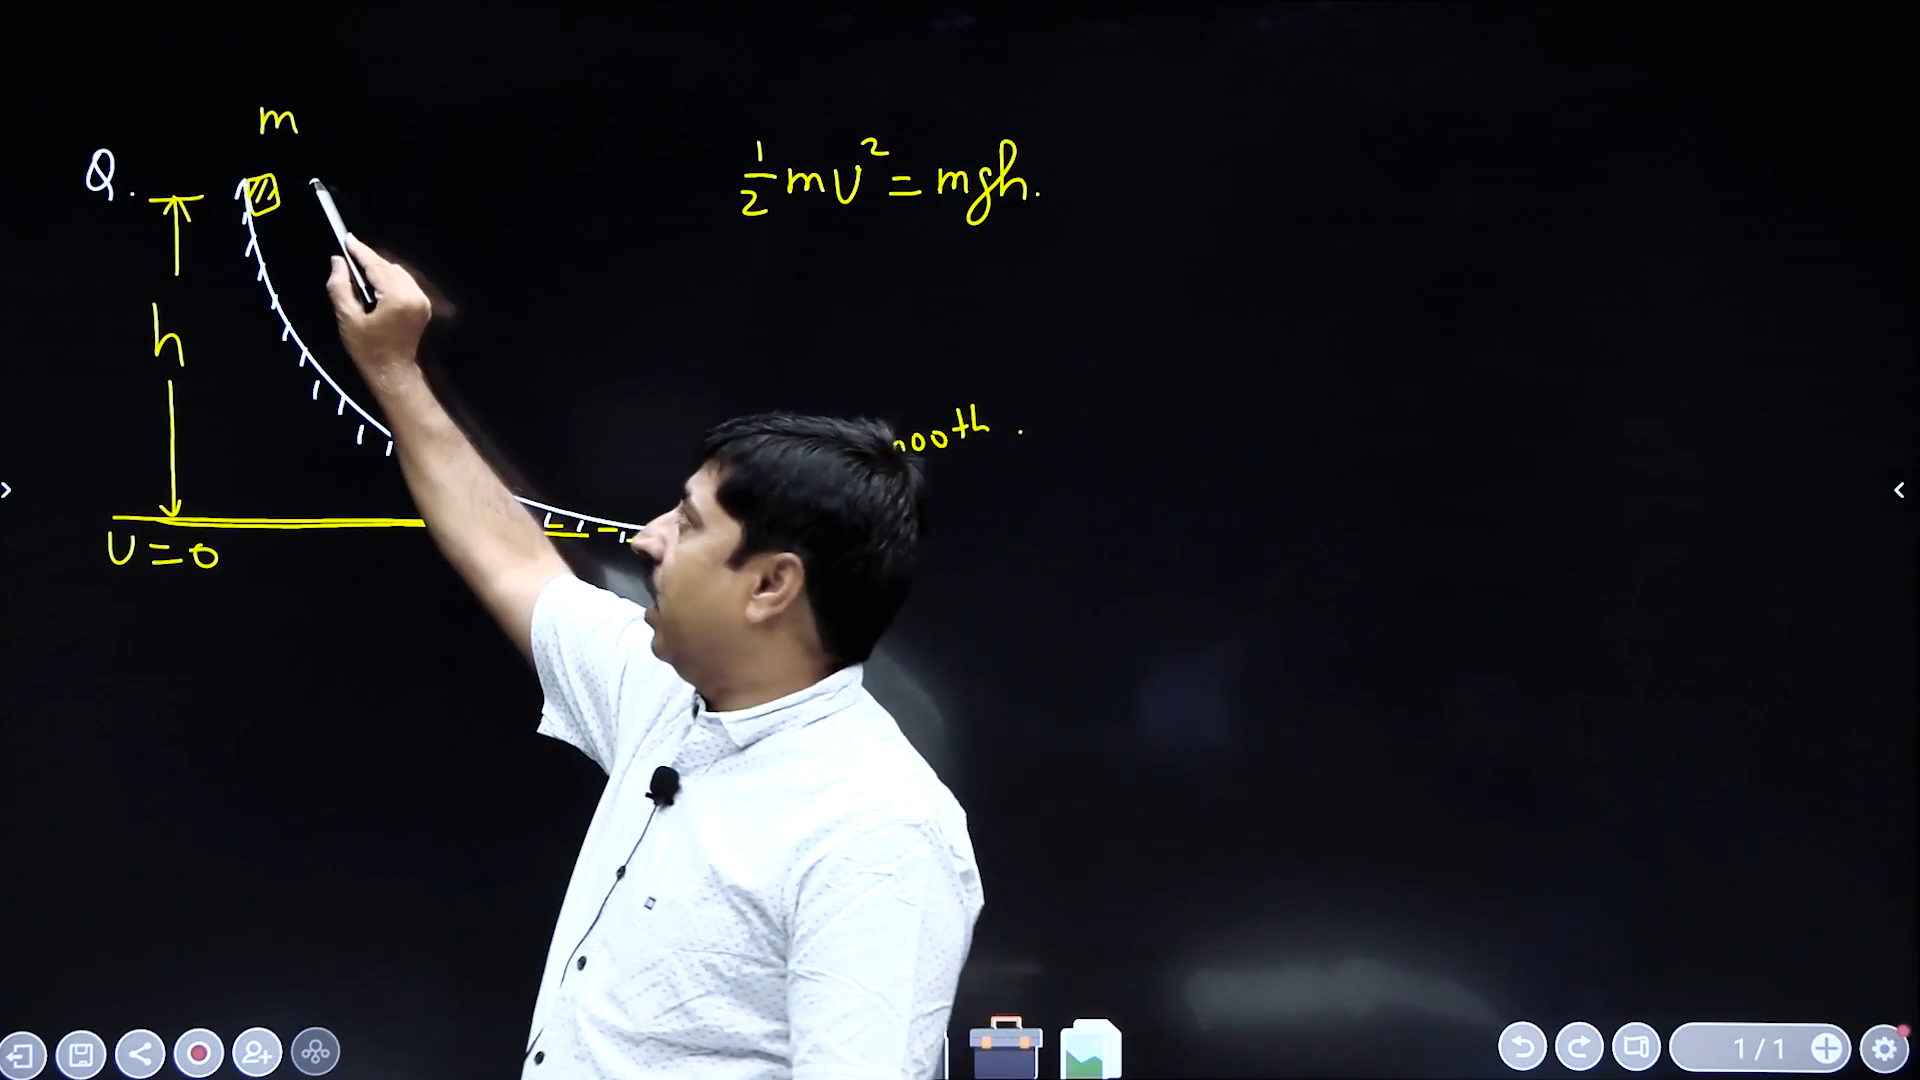 m
Q.
½mv² = mgh.
h
ooth.
U = 0
1/1